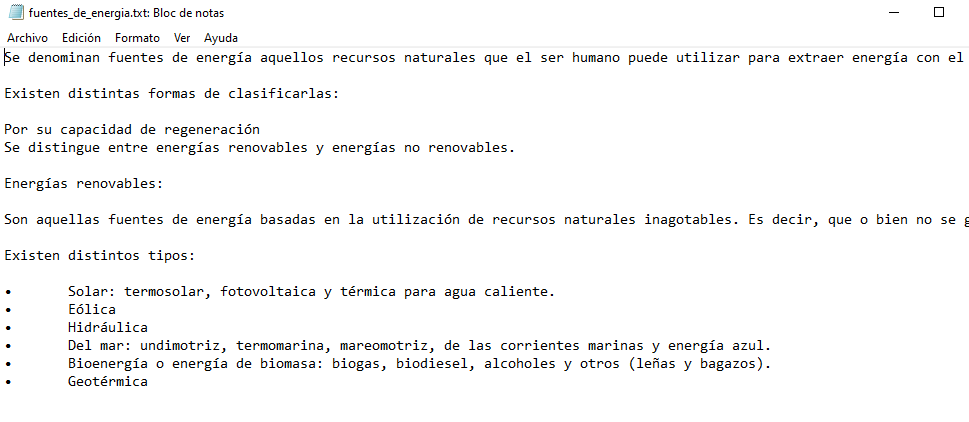 fuentes_de_energia.txt: Bloc de notas
Archivo Edición Formato Ver Ayuda
Se denominan fuentes de energía aquellos recursos naturales que el ser humano puede utilizar para extraer energía con el
Existen distintas formas de clasificarlas:
Por su capacidad de regeneración
Se distingue entre energías renovables y energías no renovables.
Energías renovables:
Son aquellas fuentes de energía basadas en la utilización de recursos naturales inagotables. Es decir, que o bien no se
Existen distintos tipos:
• Solar: termosolar, fotovoltaica y térmica para agua caliente.
• Eólica
• Hidráulica
• Del mar: undimotriz, termomarina, mareomotriz, de las corrientes marinas y energía azul.
• Bioenergía o energía de biomasa: biogas, biodiesel, alcoholes y otros (leñas y bagazos).
• Geotérmica